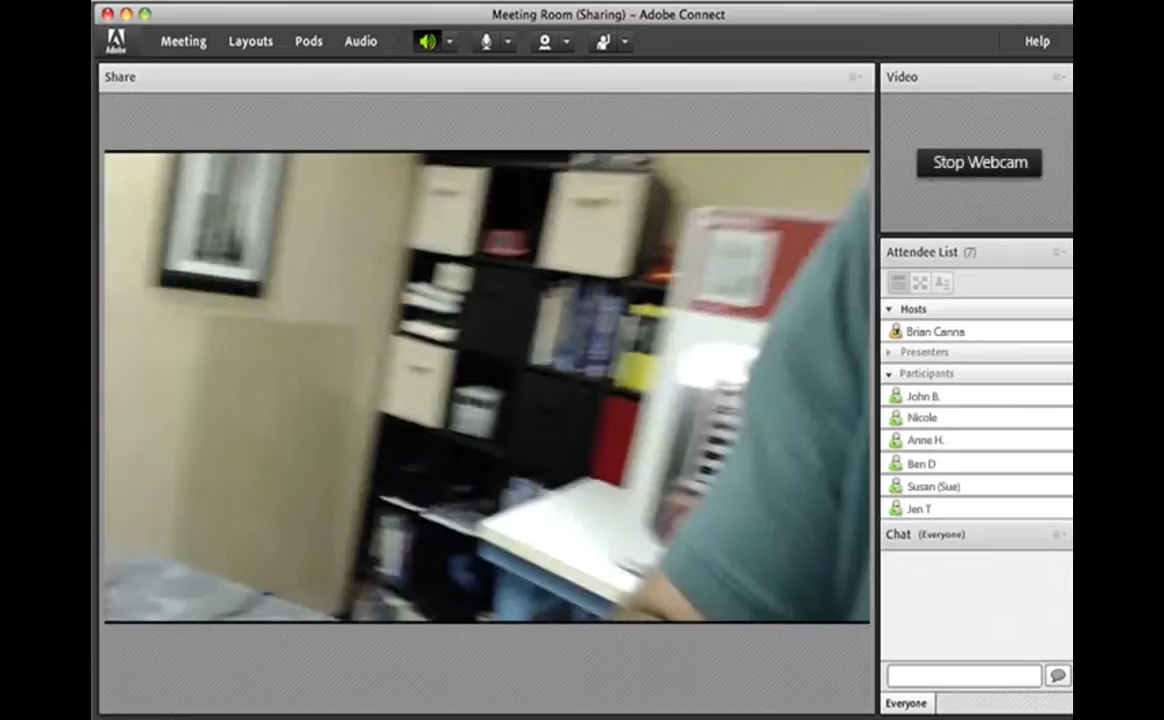 Meeting Room (Sharing) – Adobe Connect
Adobe
Meeting
Layouts
Pods
Audio
Help
Share
Video
Stop Webcam
Attendee List (7)
Hosts
Brian Canna
Presenters
Participants
John B.
Nicole
Anne H.
Ben D
Susan (Sue)
Jen T
Chat (Everyone)
Everyone